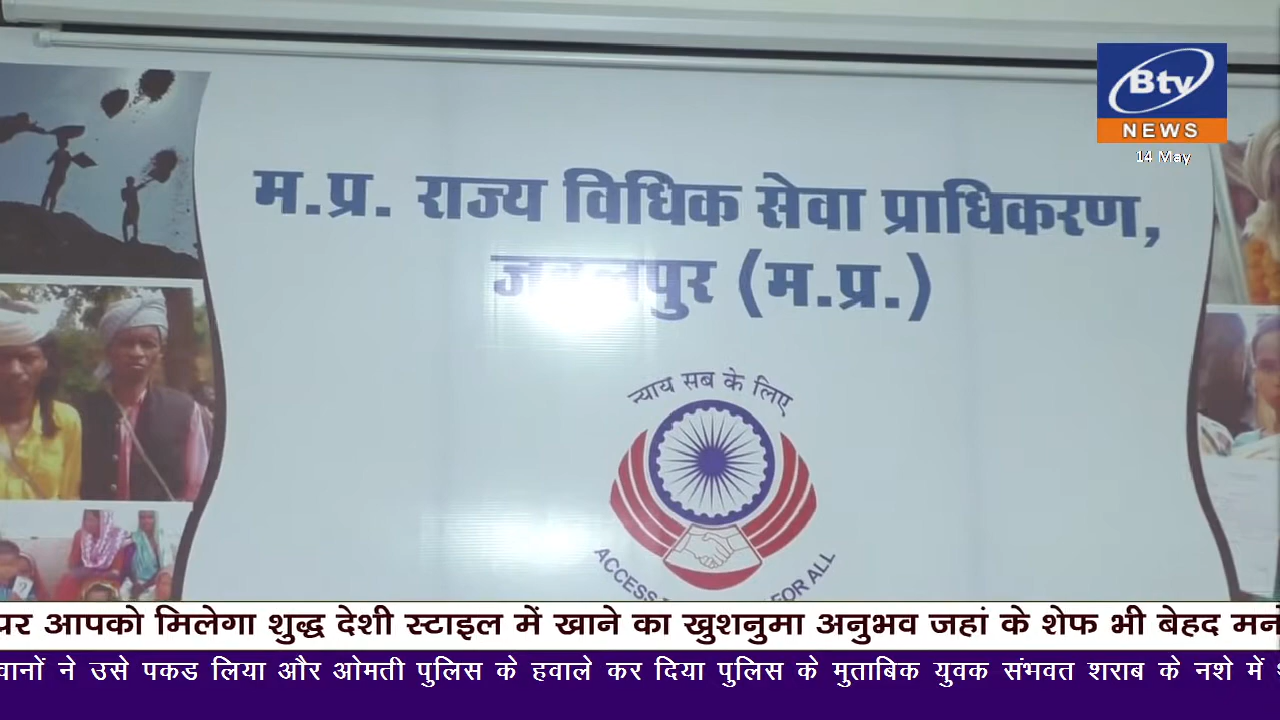 Btv
NEWS
14 May
म.प्र. राज्य विधिक सेवा प्राधिकरण,
(म.प्र.)
न्याय सब के लिए
ACCESS FOR ALL
पर आपको मिलेगा शुद्ध देशी स्टाइल में खाने का खुशनुमा अनुभव जहां के शेफ भी बेहद
ने उसे पकड लिया और ओमती पुलिस के हवाले कर दिया पुलिस के मुताबिक युवक संभवत शराब के नशे में